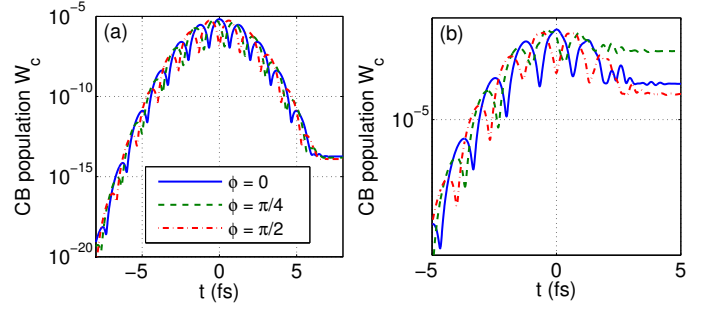 (a)
CB population W_c
10^−5
10^−10
10^−15
10^−20
ϕ = 0
ϕ = π/4
ϕ = π/2
−5 0 5
t (fs)
(b)
CB population W_c
10^−5
−5 0 5
t (fs)